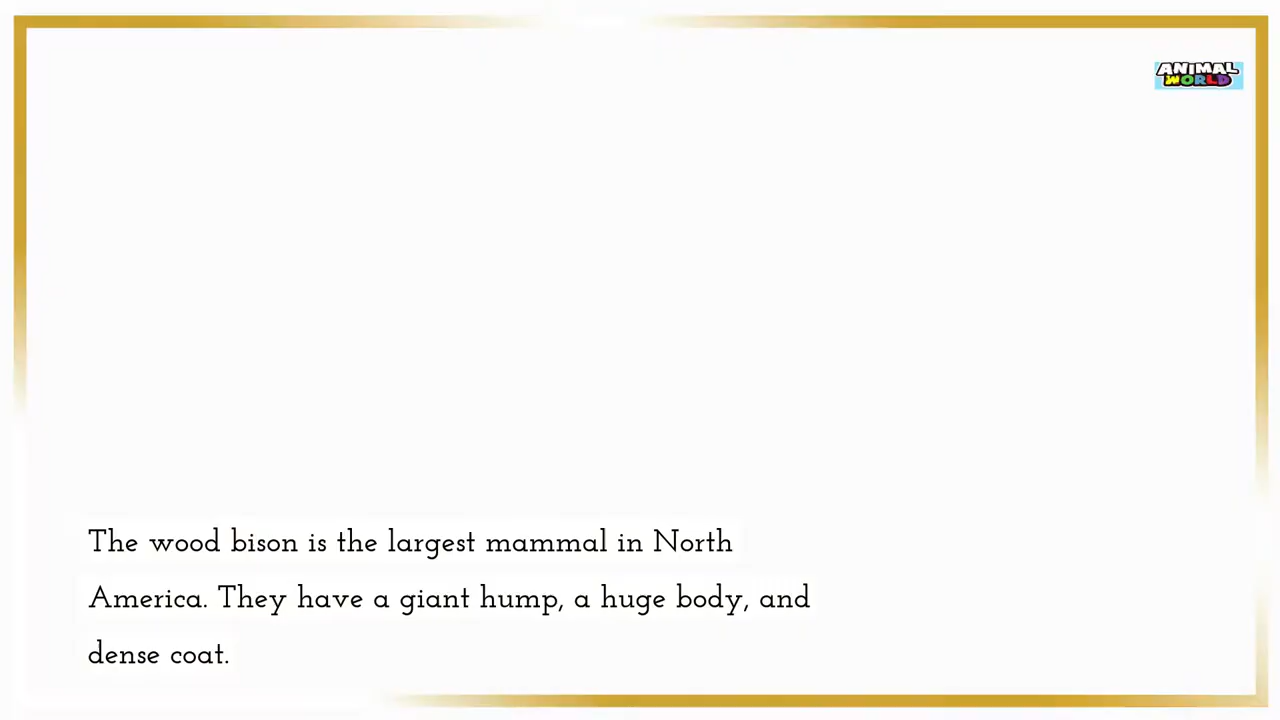 ANIMAL
WORLD
The wood bison is the largest mammal in North
America. They have a giant hump, a huge body, and
dense coat.